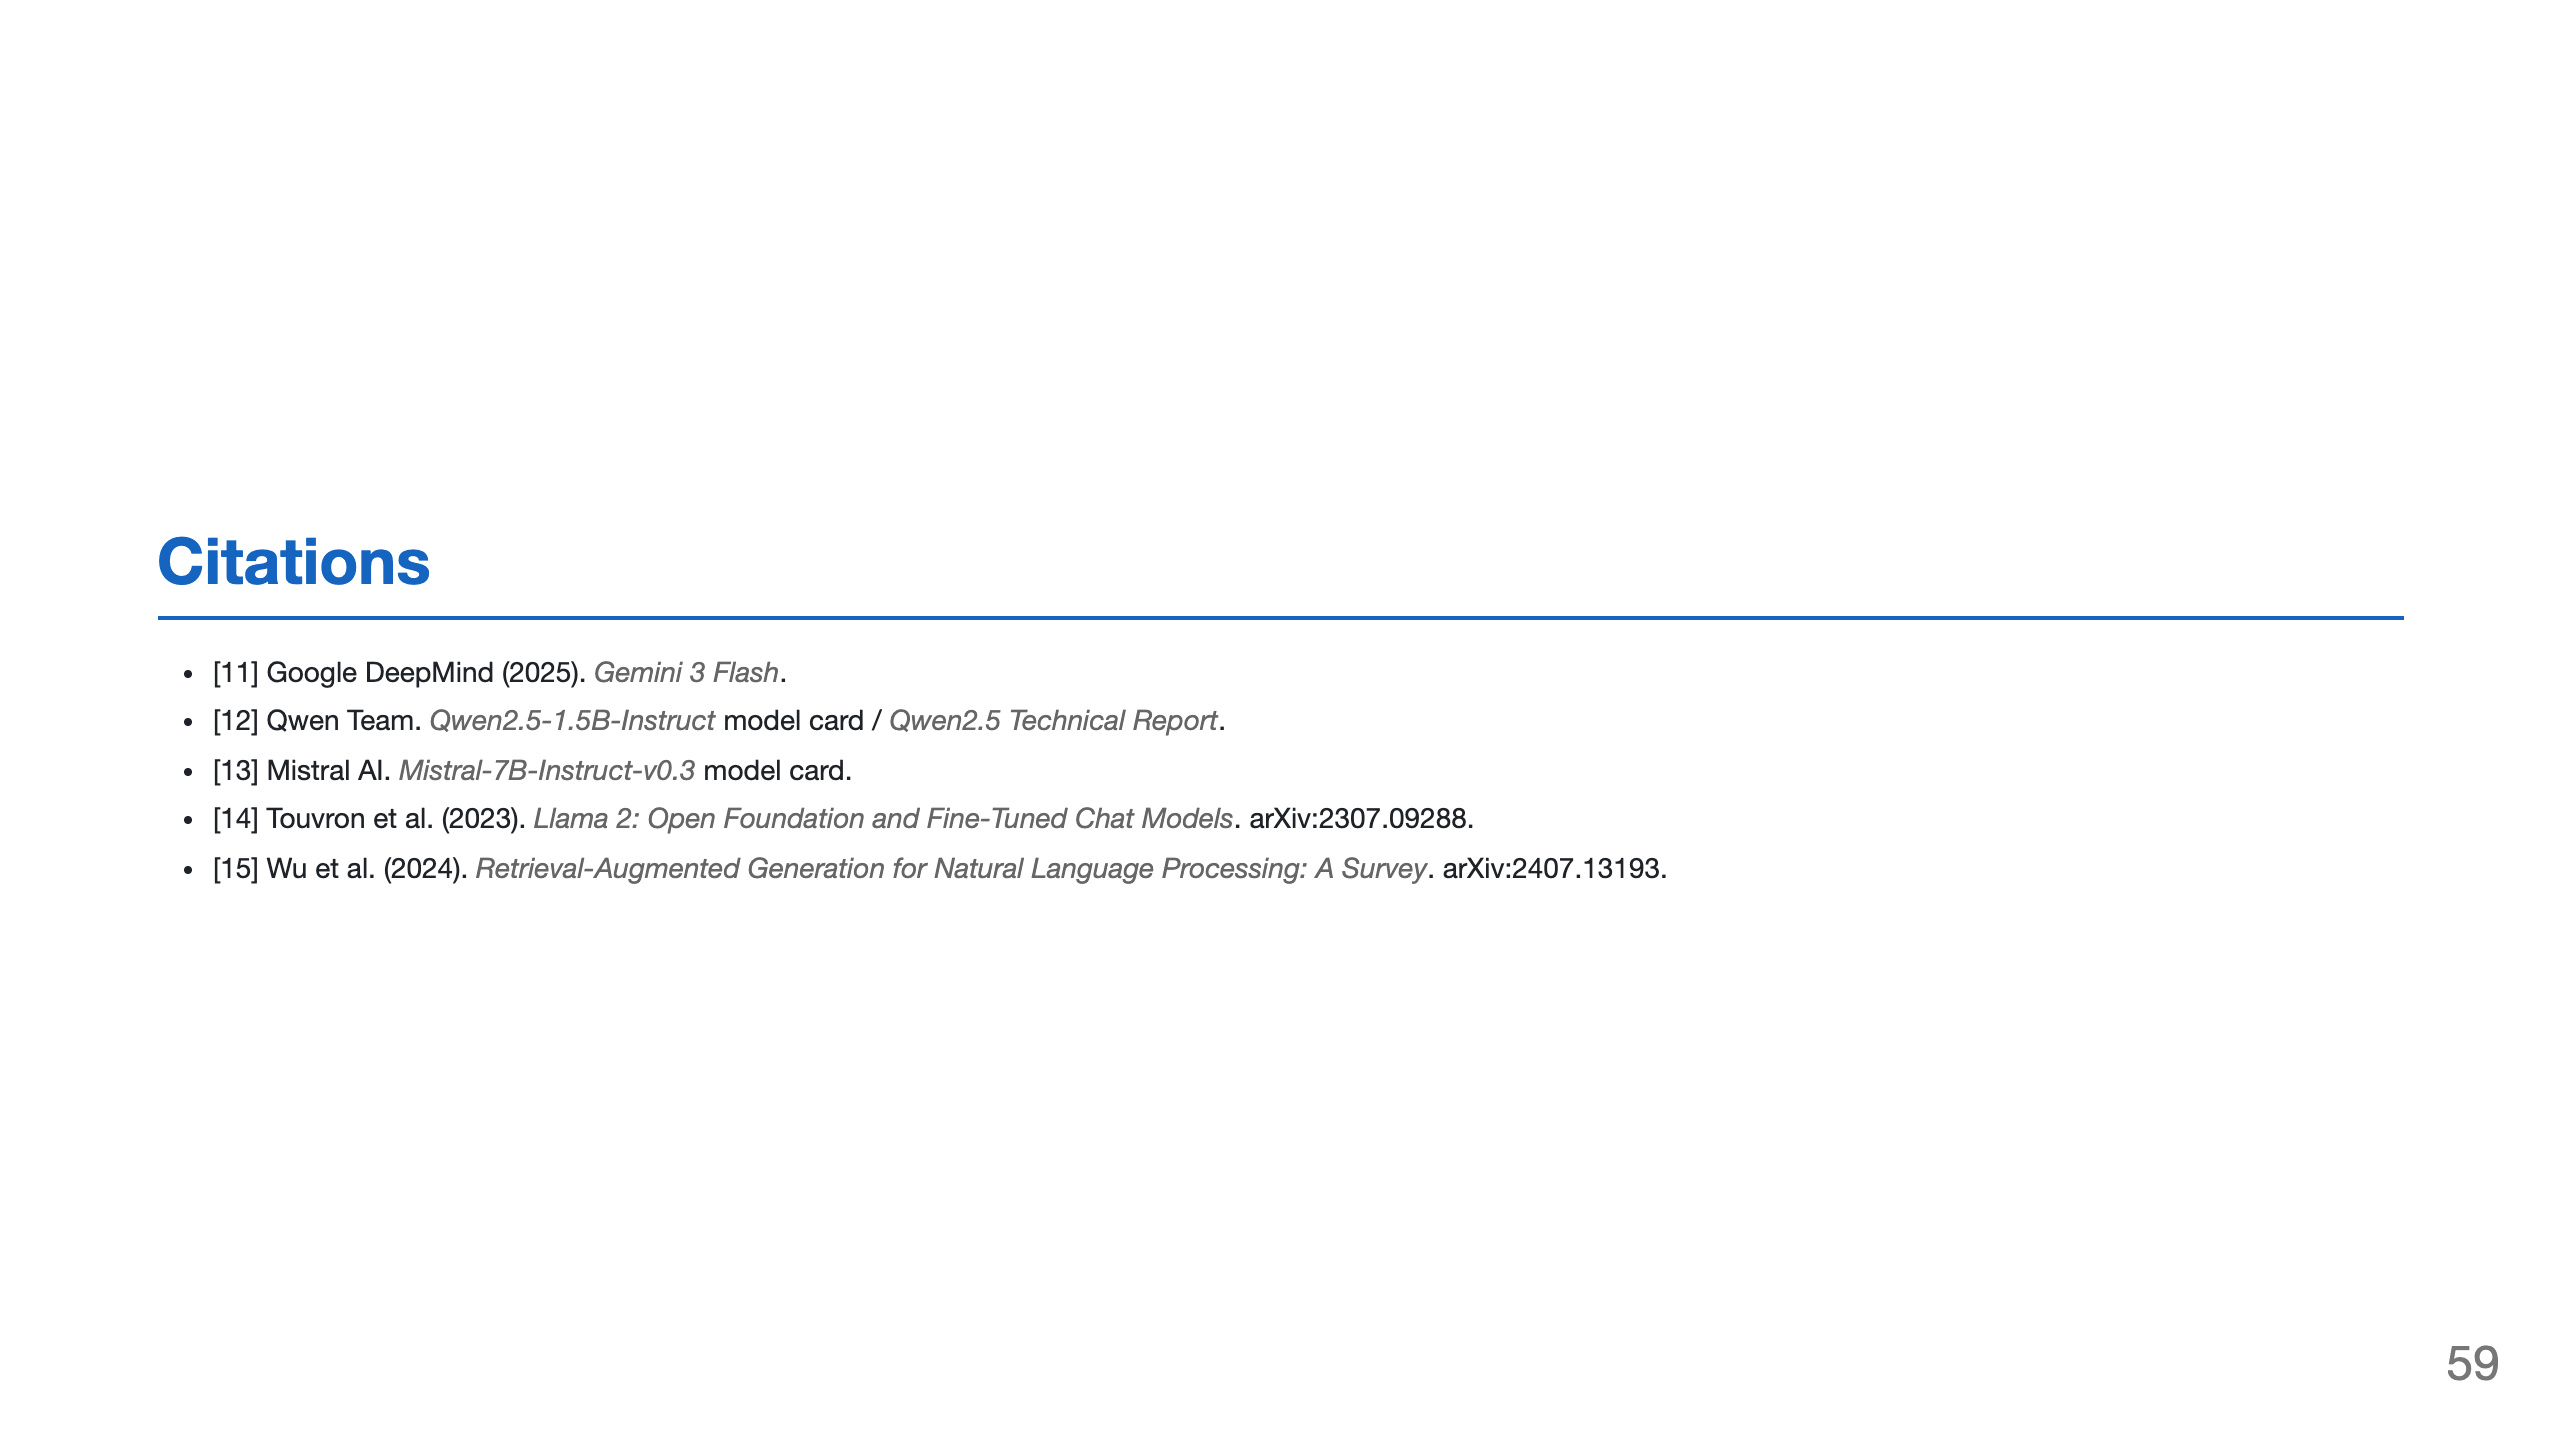 Citations
• [11] Google DeepMind (2025). Gemini 3 Flash.
• [12] Qwen Team. Qwen2.5-1.5B-Instruct model card / Qwen2.5 Technical Report.
• [13] Mistral AI. Mistral-7B-Instruct-v0.3 model card.
• [14] Touvron et al. (2023). Llama 2: Open Foundation and Fine-Tuned Chat Models. arXiv:2307.09288.
• [15] Wu et al. (2024). Retrieval-Augmented Generation for Natural Language Processing: A Survey. arXiv:2407.13193.
59